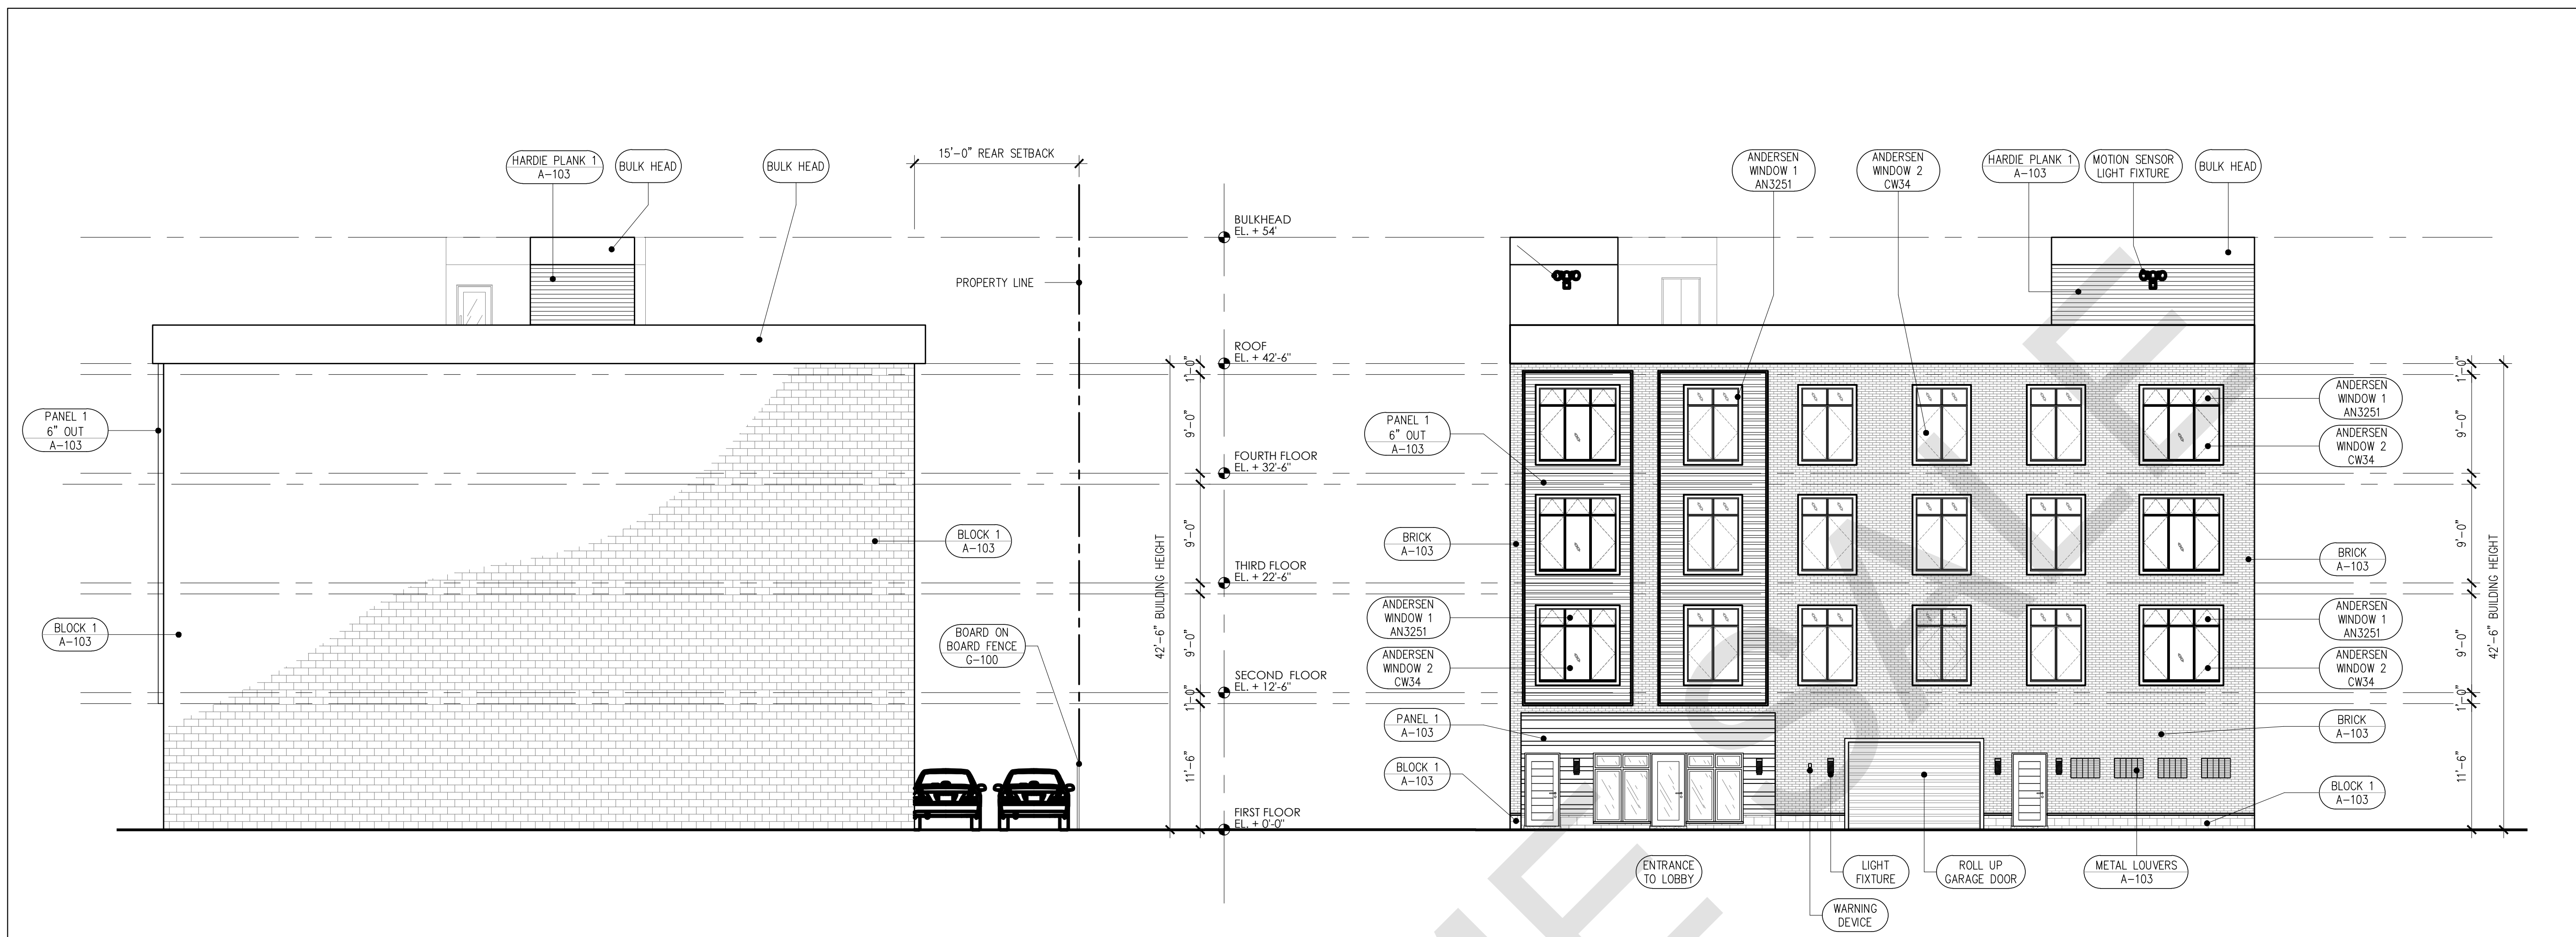 HARDIE PLANK 1
A-103
BULK HEAD
BULK HEAD
15'-0" REAR SETBACK
PROPERTY LINE
PANEL 1
6" OUT
A-103
BLOCK 1
A-103
BLOCK 1
A-103
BOARD ON
BOARD FENCE
G-100
42'-6" BUILDING HEIGHT
1'-0"
9'-0"
9'-0"
9'-0"
1'-0"
11'-6"
BULKHEAD
EL. + 54'
ROOF
EL. + 42'-6"
FOURTH FLOOR
EL. + 32'-6"
THIRD FLOOR
EL. + 22'-6"
SECOND FLOOR
EL. + 12'-6"
FIRST FLOOR
EL. + 0'-0"
ANDERSEN
WINDOW 1
AN3251
ANDERSEN
WINDOW 2
CW34
HARDIE PLANK 1
A-103
MOTION SENSOR
LIGHT FIXTURE
BULK HEAD
PANEL 1
6" OUT
A-103
BRICK
A-103
ANDERSEN
WINDOW 1
AN3251
ANDERSEN
WINDOW 2
CW34
PANEL 1
A-103
BLOCK 1
A-103
ANDERSEN
WINDOW 1
AN3251
ANDERSEN
WINDOW 2
CW34
BRICK
A-103
ANDERSEN
WINDOW 1
AN3251
ANDERSEN
WINDOW 2
CW34
BRICK
A-103
BLOCK 1
A-103
1'-0"
9'-0"
9'-0"
9'-0"
1'-0"
11'-6"
42'-6" BUILDING HEIGHT
ENTRANCE
TO LOBBY
LIGHT
FIXTURE
ROLL UP
GARAGE DOOR
METAL LOUVERS
A-103
WARNING
DEVICE
SALE